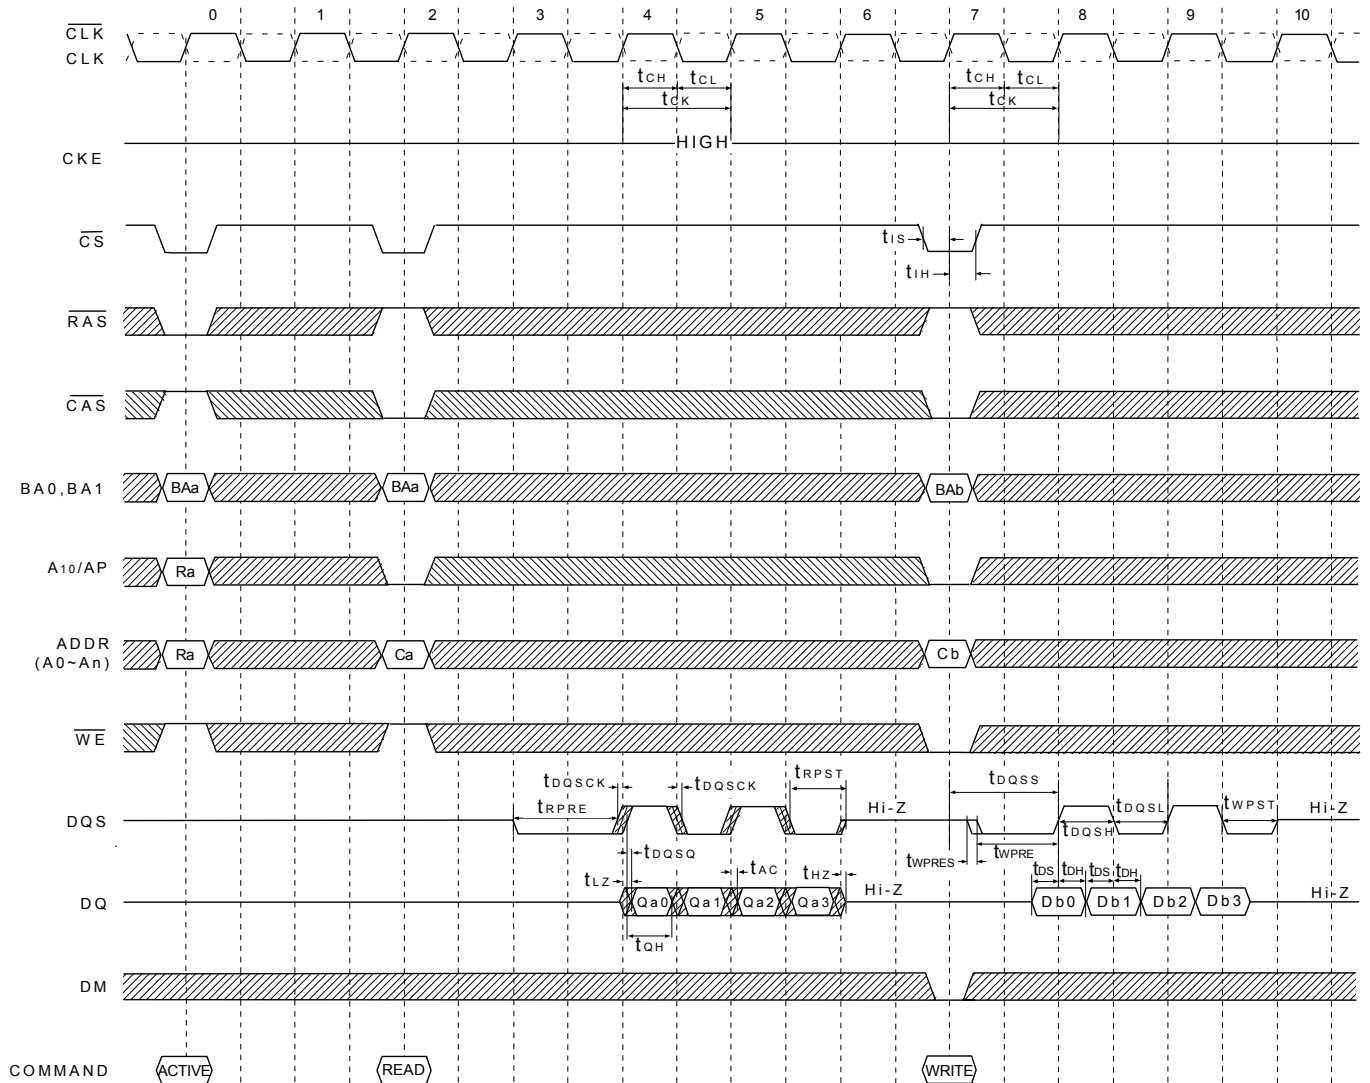 0 1 2 3 4 5 6 7 8 9 10
CLK
CLK
tCH tCL tCH tCL
tCK tCK
HIGH
CKE
CS
tIS
tIH
RAS
CAS
BA0,BA1 BAa BAa BAb
A10/AP Ra
ADDR
(A0~An) Ra Ca Cb
WE
tDQSCK tDQSCK tRPST tDQSS
tRPRE Hi-Z tDQSL tWPST Hi-Z
DQS
tDQSH
tDQSQ tWPRES tWPRE
tLZ tAC tHZ tDS tDH tDS tDH
DQ Qa0 Qa1 Qa2 Qa3 Hi-Z Db0 Db1 Db2 Db3 Hi-Z
tQH
DM
COMMAND ACTIVE READ WRITE